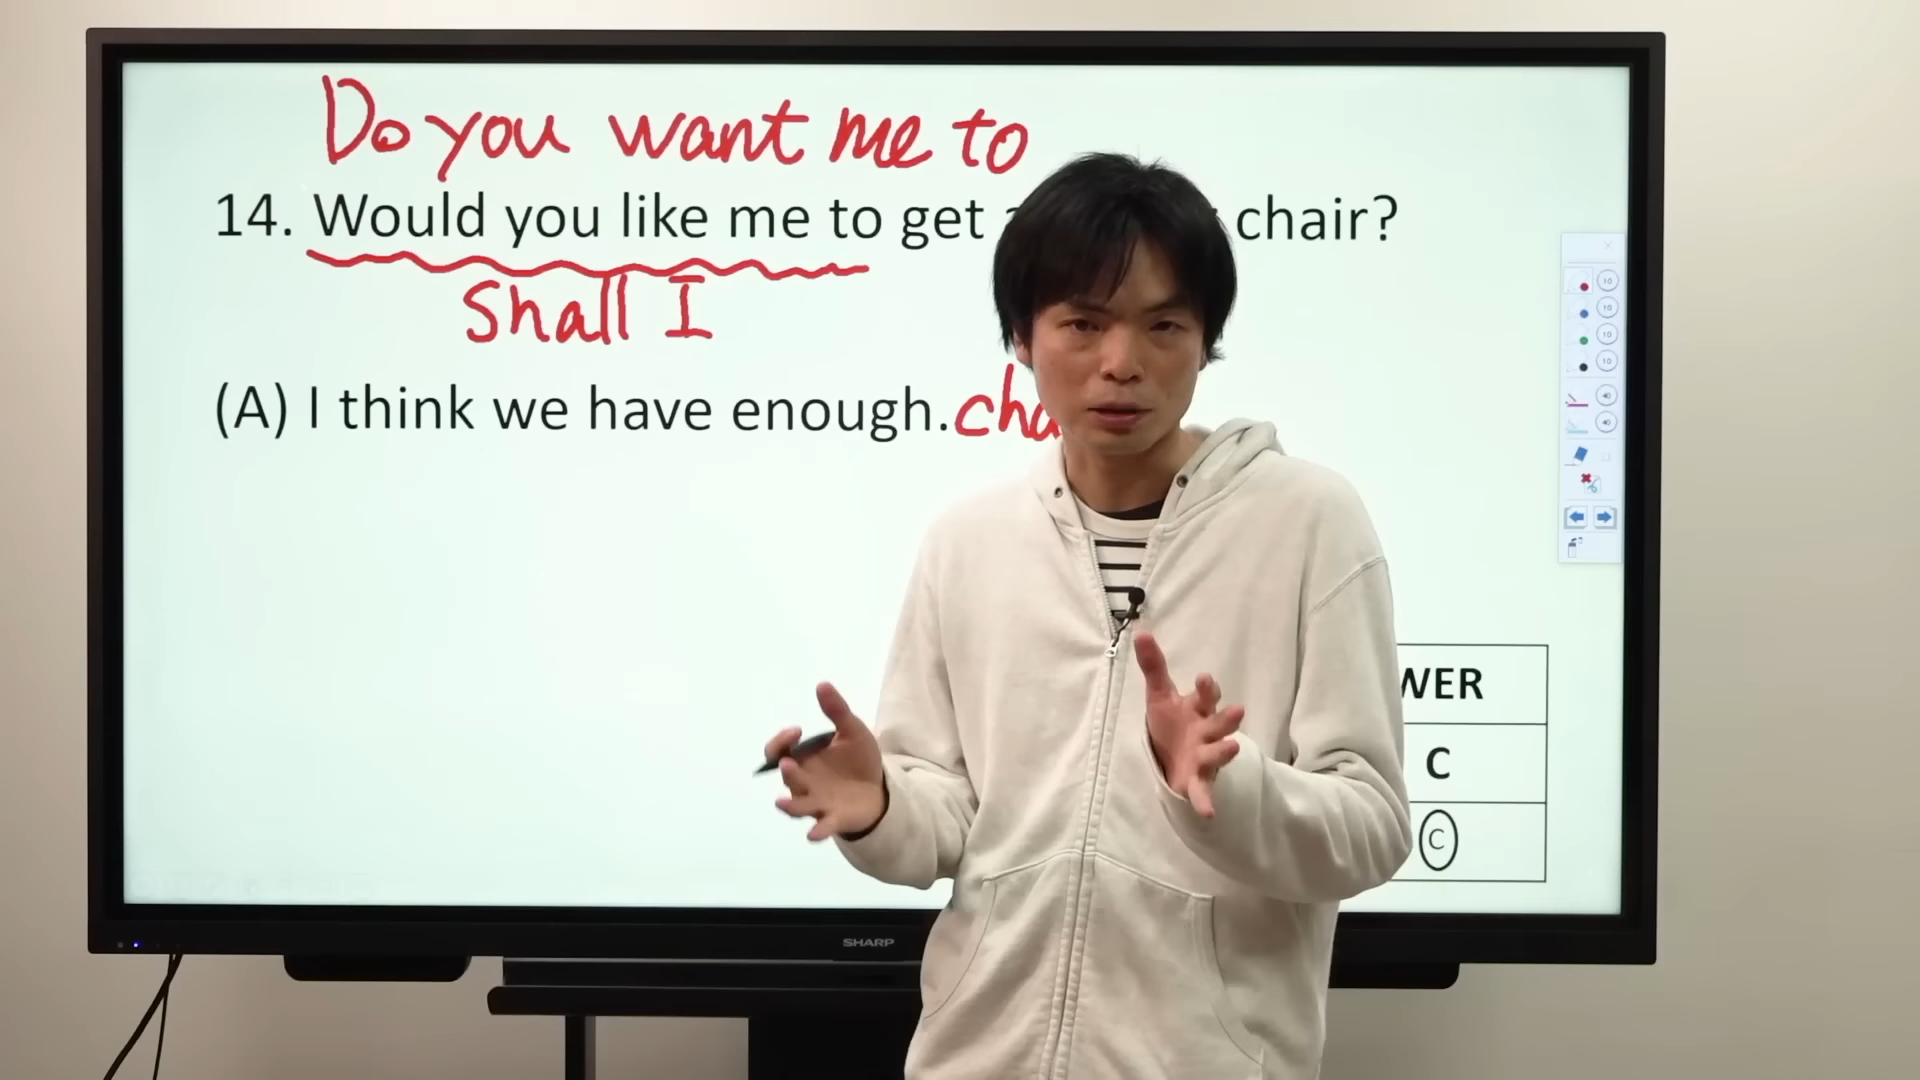 Do you want me to
14. Would you like me to get chair?
Shall I
(A) I think we have enough.
WER
C
C
SHARP